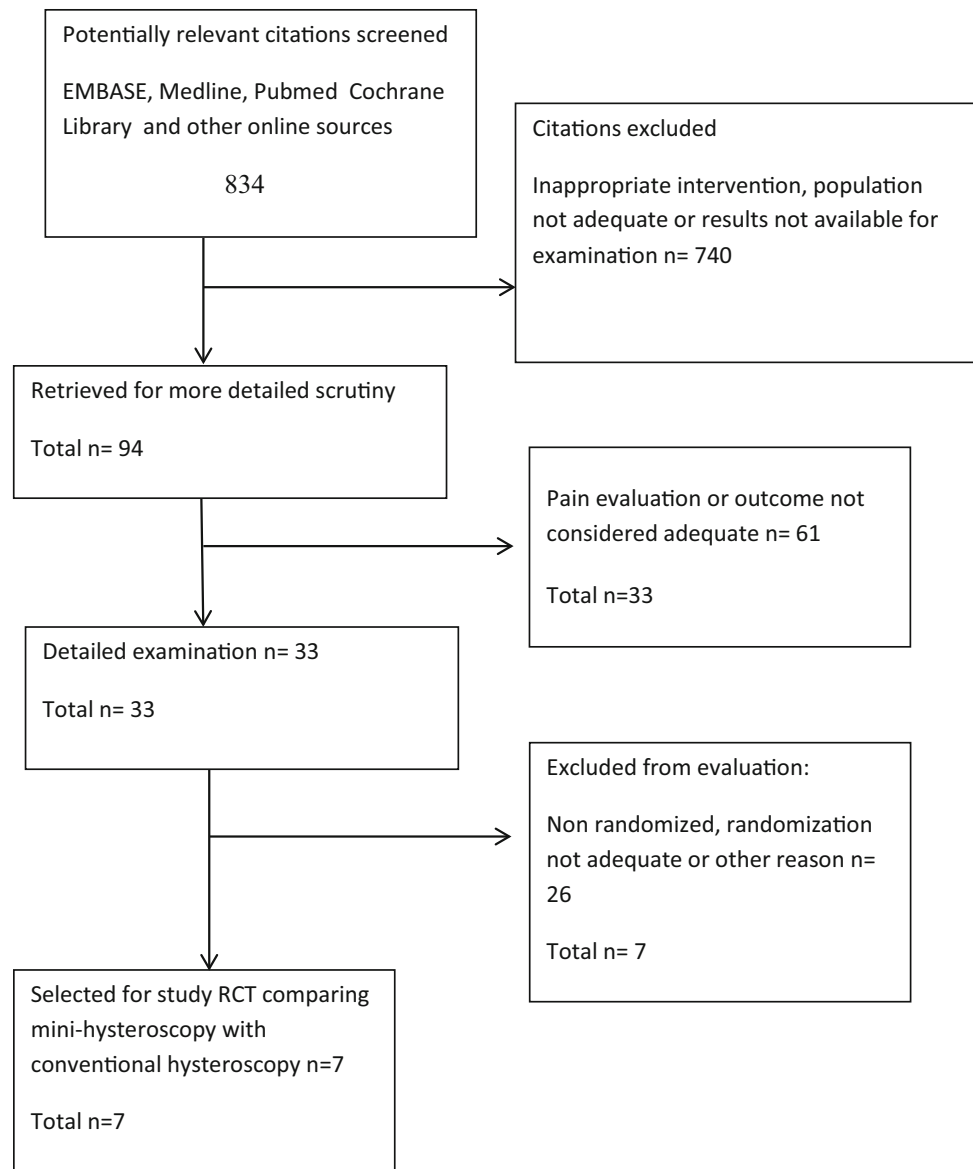 Potentially relevant citations screened
EMBASE, Medline, Pubmed Cochrane
Library and other online sources
834
Citations excluded
Inappropriate intervention, population
not adequate or results not available for
examination n= 740
Retrieved for more detailed scrutiny
Total n= 94
Pain evaluation or outcome not
considered adequate n= 61
Total n=33
Detailed examination n= 33
Total n= 33
Excluded from evaluation:
Non randomized, randomization
not adequate or other reason n=
26
Total n= 7
Selected for study RCT comparing
mini-hysteroscopy with
conventional hysteroscopy n=7
Total n=7